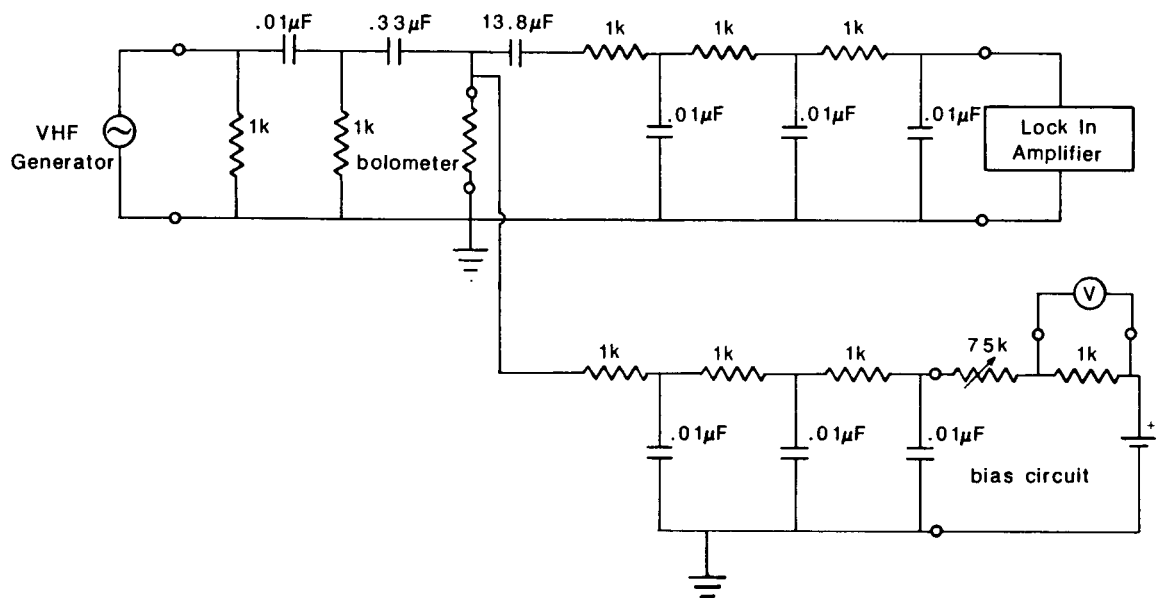 .01µF
.33µF
13.8µF
1k
1k
1k
VHF
Generator
1k
1k
bolometer
.01µF
.01µF
.01µF
Lock In
Amplifier
V
1k
1k
1k
75k
1k
.01µF
.01µF
.01µF
+
bias circuit